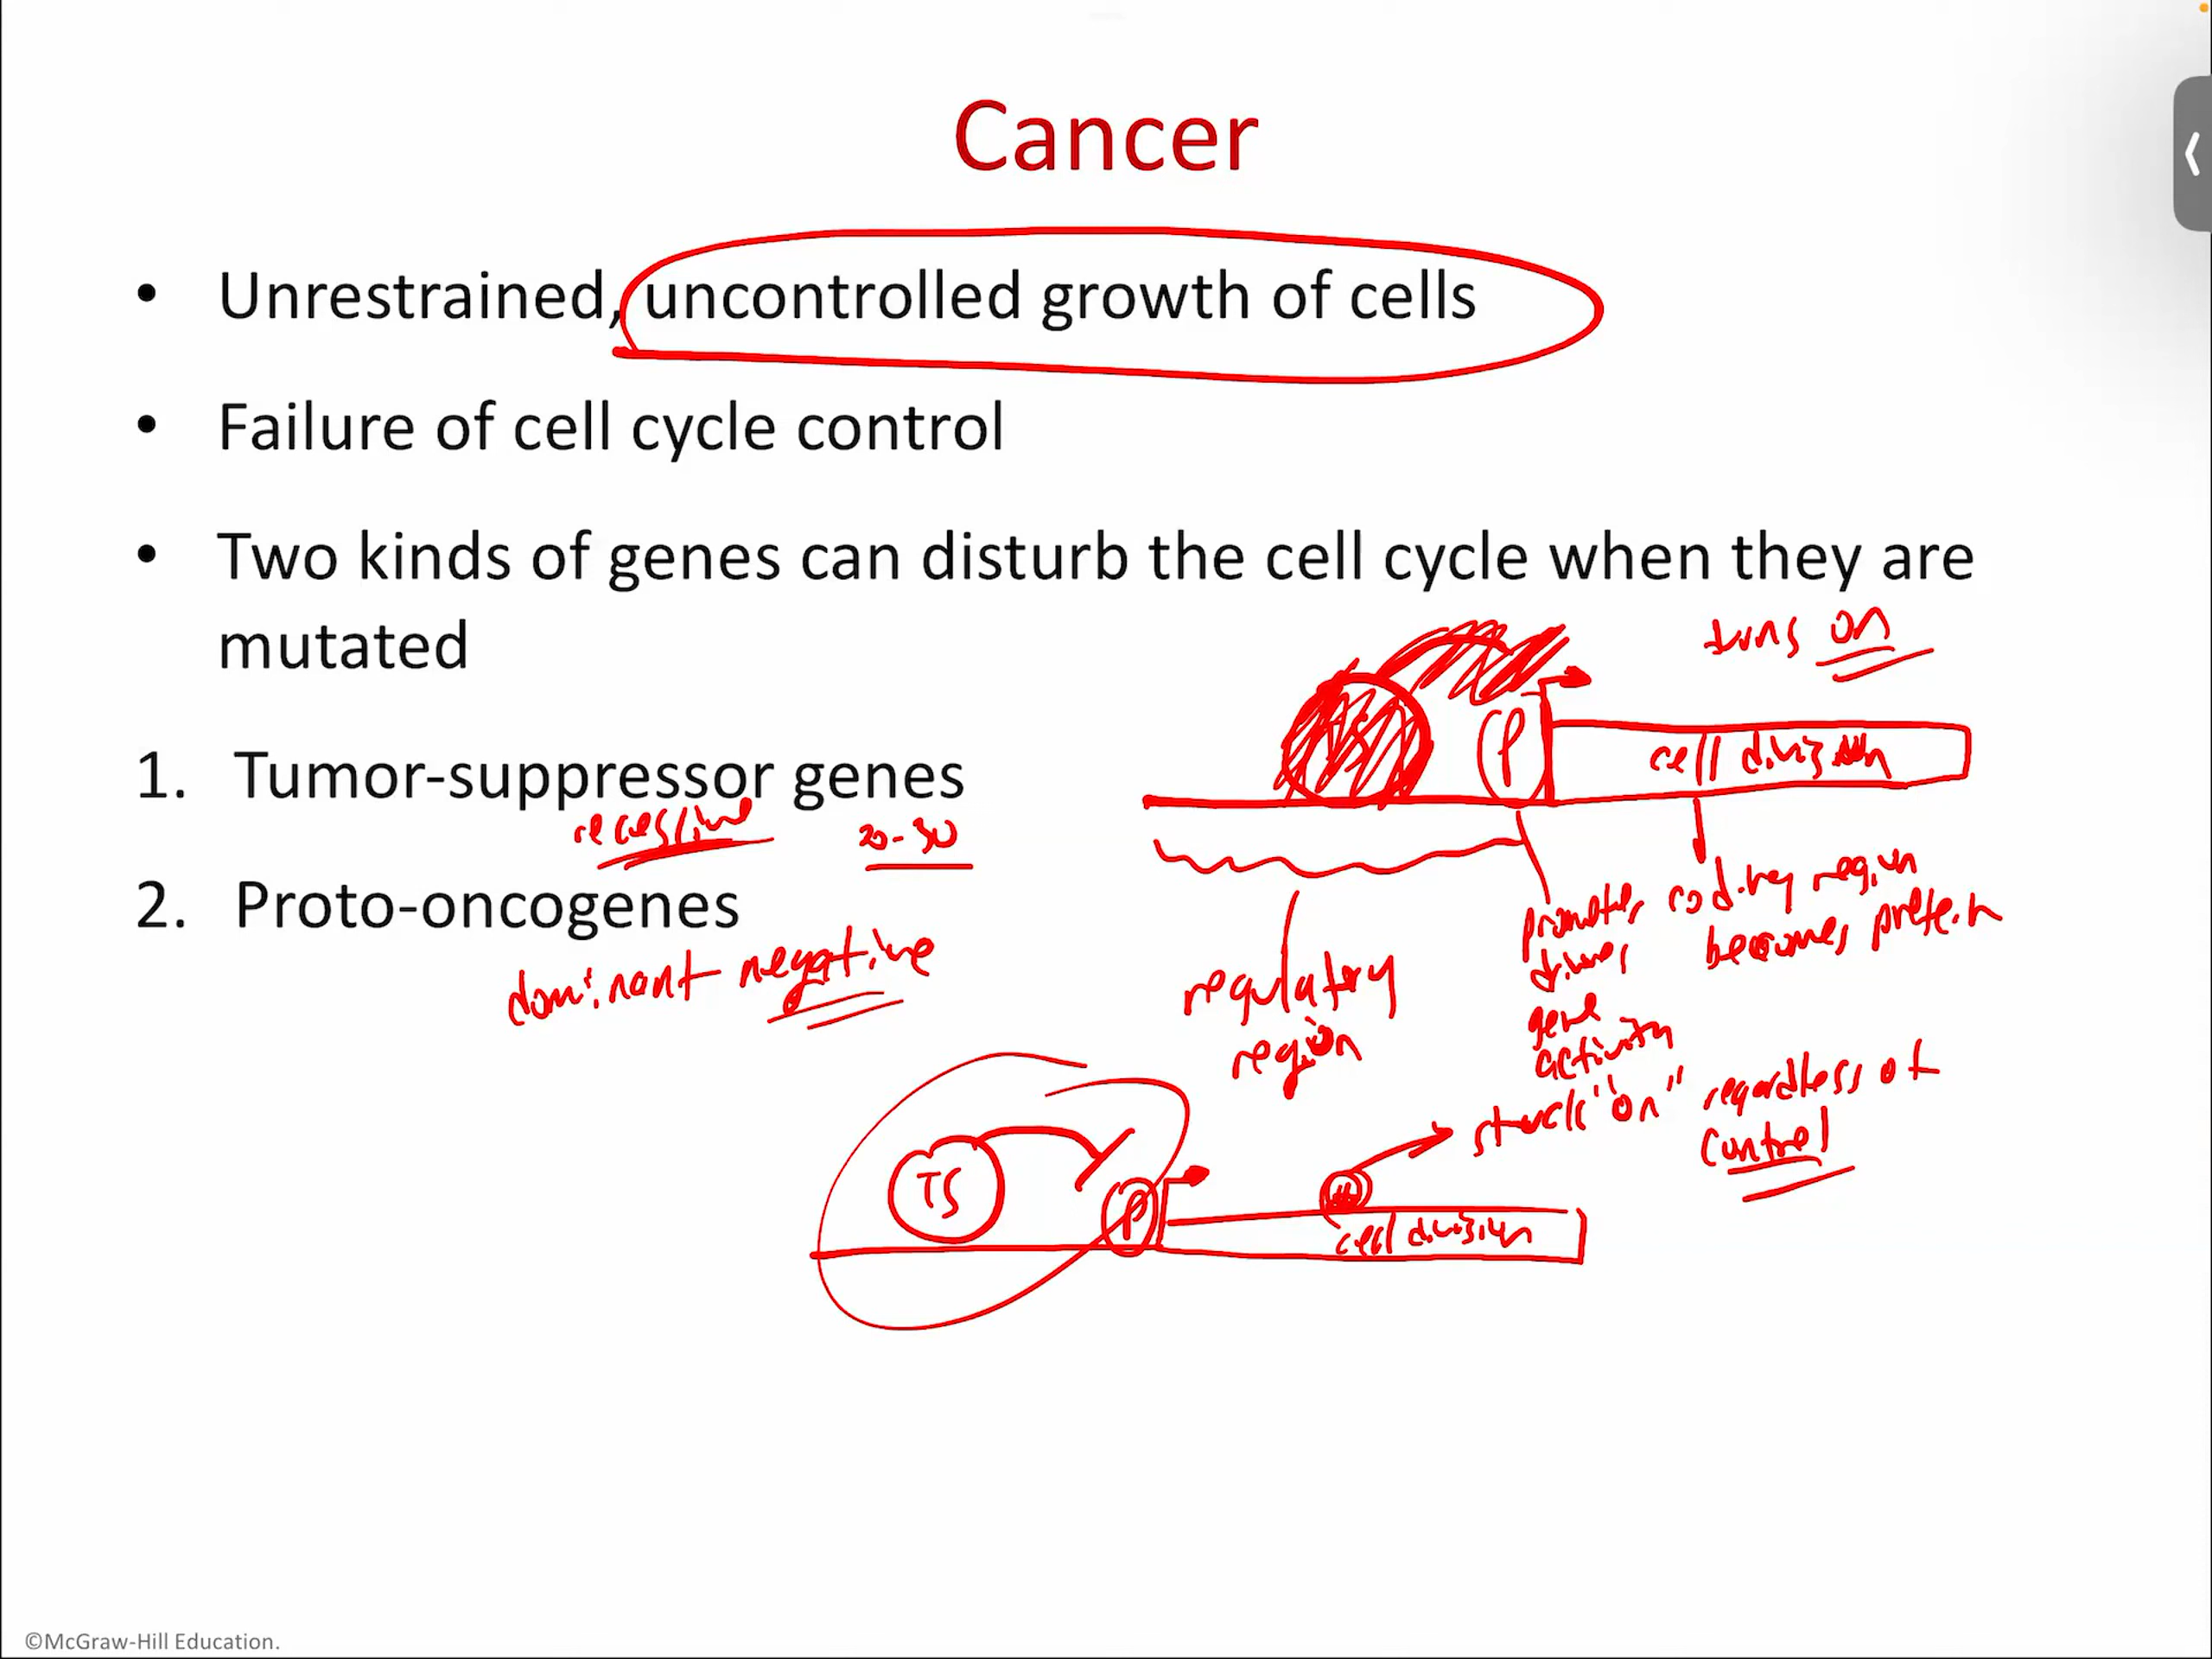 Cancer
• Unrestrained, uncontrolled growth of cells
• Failure of cell cycle control
• Two kinds of genes can disturb the cell cycle when they are
mutated
turns on
P
cell division
1. Tumor-suppressor genes
recessive
20-30
2. Proto-oncogenes
dominant negative
regulatory
region
promoter
drives
gene
activity
coding region
becomes protein
stuck "on" regardless of
control
TS
P
cell division
©McGraw-Hill Education.